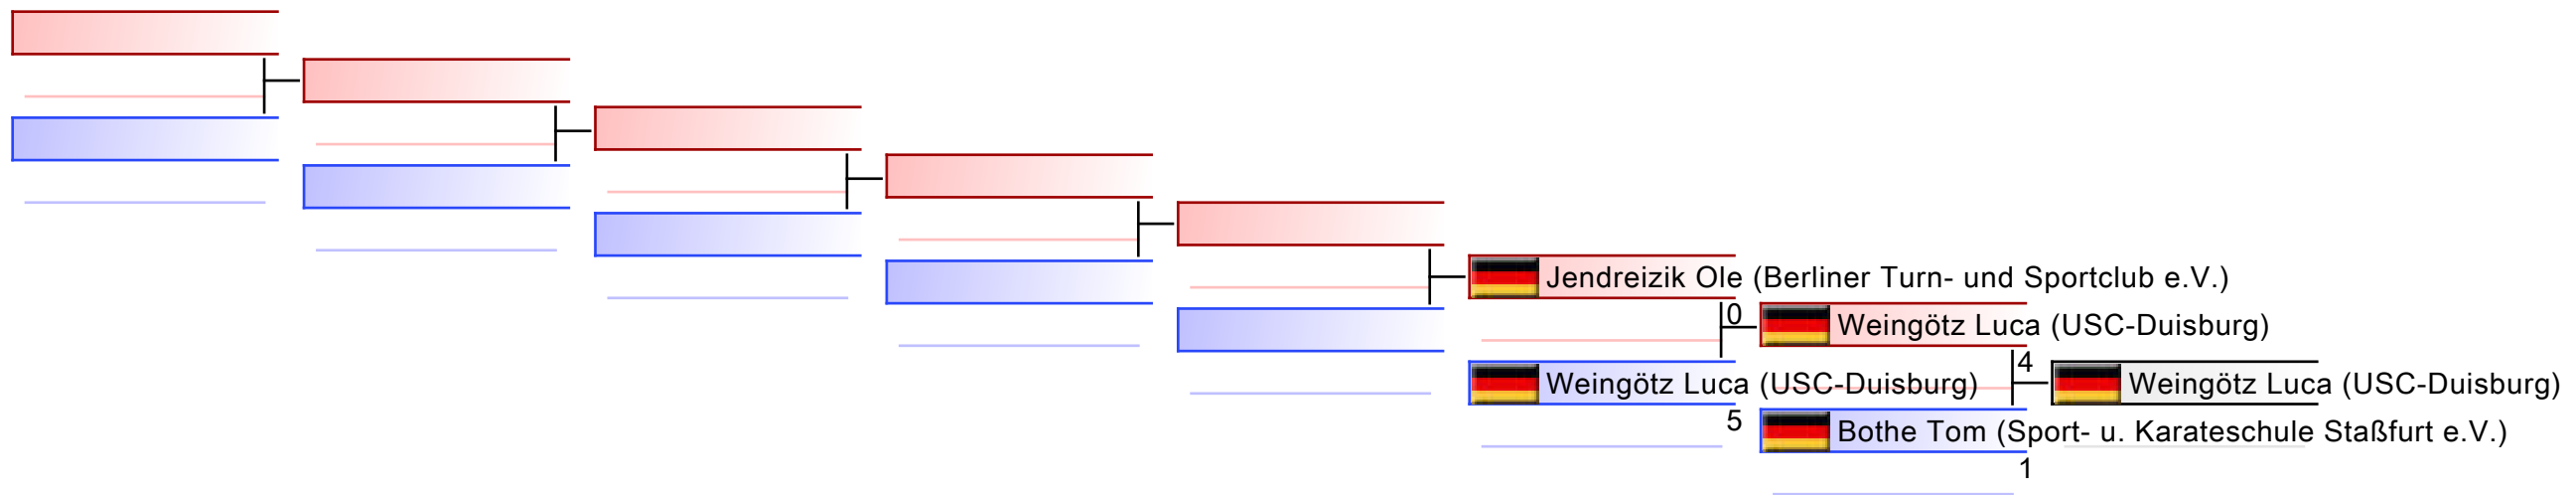 Jendreizik Ole (Berliner Turn- und Sportclub e.V.)
0
Weingötz Luca (USC-Duisburg)
Weingötz Luca (USC-Duisburg)
5
4
Weingötz Luca (USC-Duisburg)
Bothe Tom (Sport- u. Karateschule Staßfurt e.V.)
1